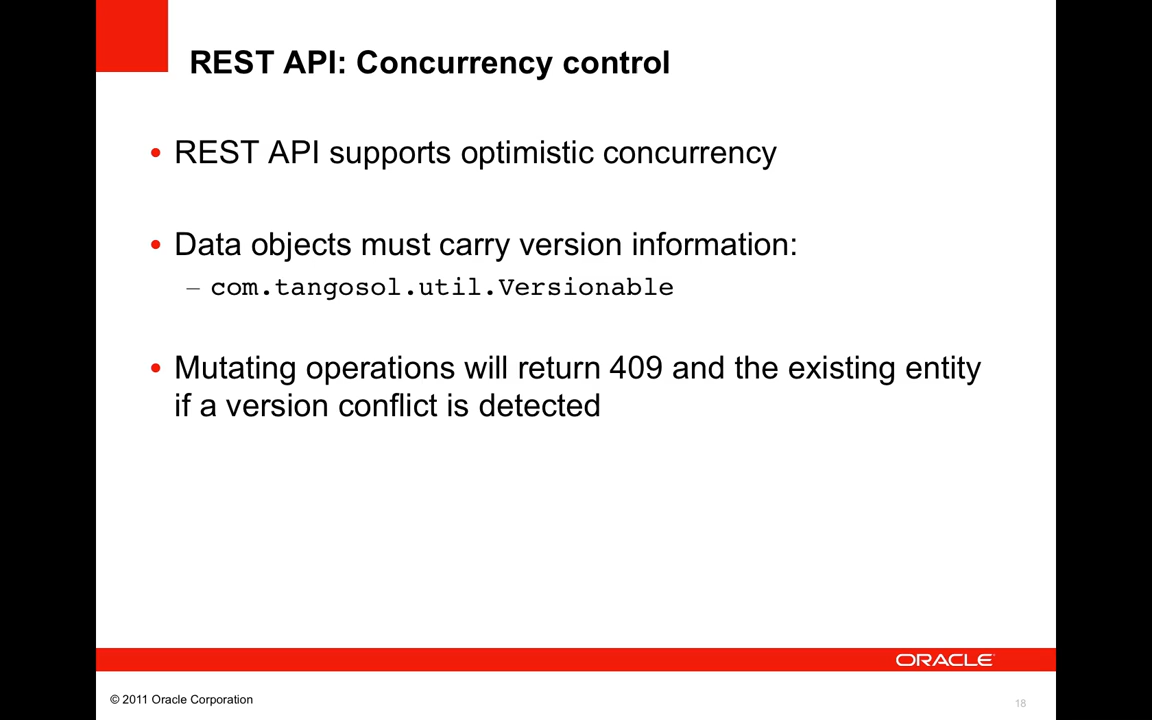 REST API: Concurrency control
• REST API supports optimistic concurrency
• Data objects must carry version information:
– com.tangosol.util.Versionable
• Mutating operations will return 409 and the existing entity
if a version conflict is detected
ORACLE
© 2011 Oracle Corporation
18